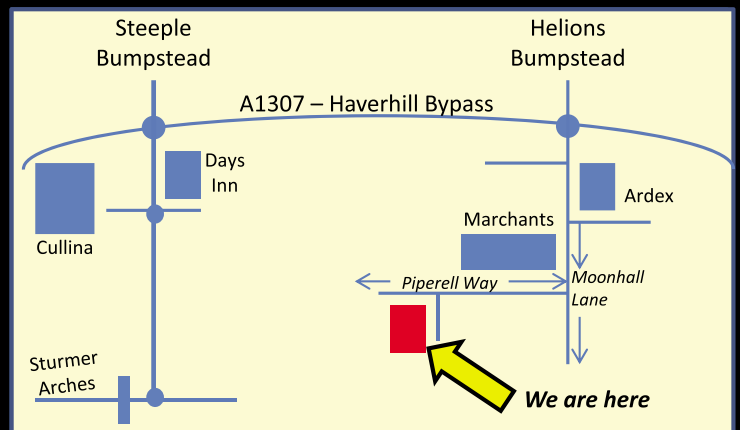 Steeple
Bumpstead
Helions
Bumpstead
A1307 – Haverhill Bypass
Days
Inn
Cullina
Ardex
Marchants
Piperell Way
Moonhall
Lane
Sturmer
Arches
We are here